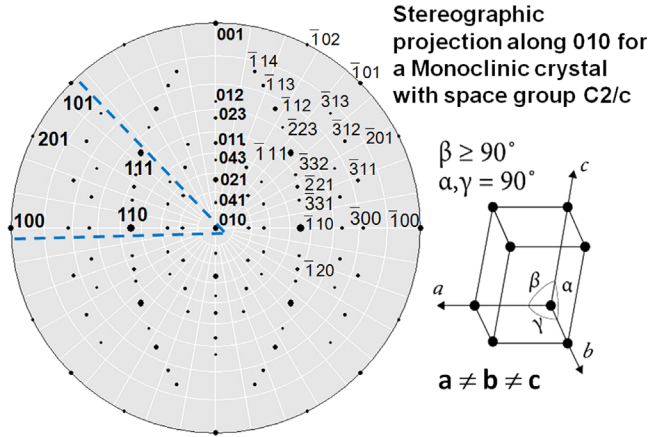 Stereographic
projection along 010 for
a Monoclinic crystal
with space group C2/c
001
1̅02
1̅14
1̅01
1̅13
101
012
1̅12
3̅13
023
2̅23
3̅12
2̅01
201
011
1̅11
043
3̅32
3̅11
111
021
2̅21
041
3̅31
100
110
010
1̅10
3̅00
1̅00
1̅20
β ≥ 90°
α,γ = 90°
c
β
α
a
γ
b
a ≠ b ≠ c